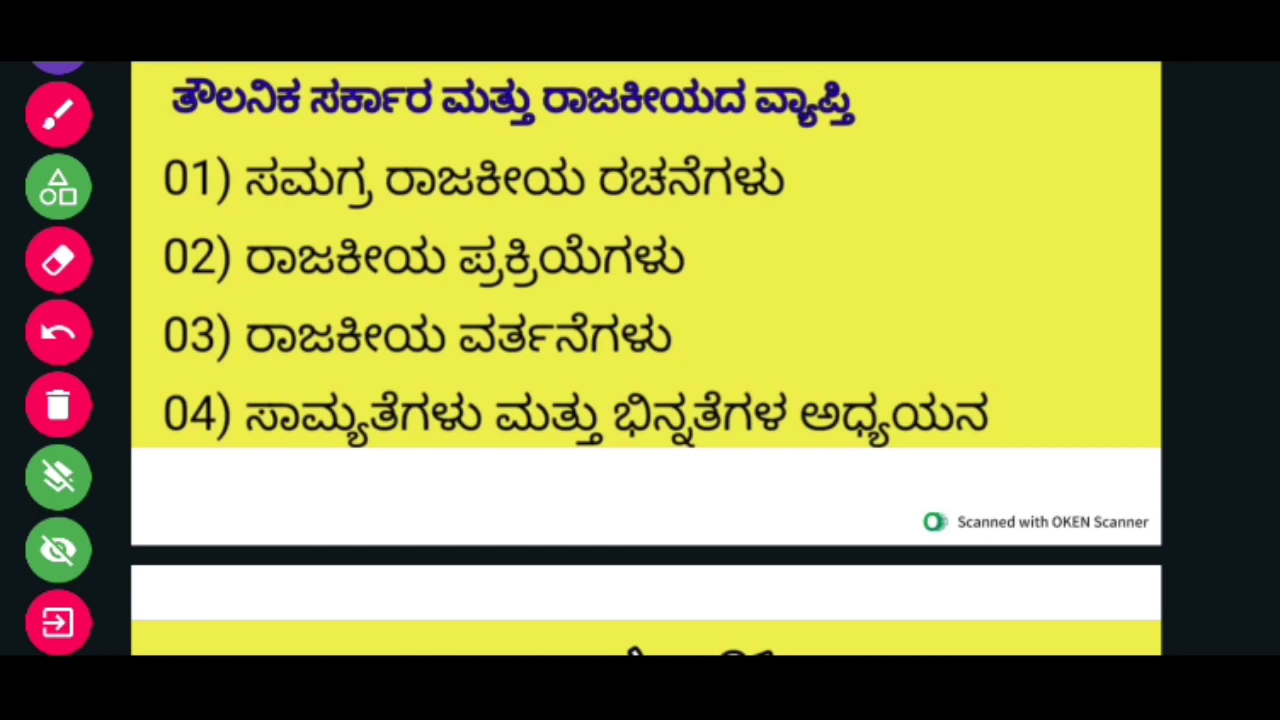 ತೌಲನಿಕ ಸರ್ಕಾರ ಮತ್ತು ರಾಜಕೀಯದ ವ್ಯಾಪ್ತಿ
01) ಸಮಗ್ರ ರಾಜಕೀಯ ರಚನೆಗಳು
02) ರಾಜಕೀಯ ಪ್ರಕ್ರಿಯೆಗಳು
03) ರಾಜಕೀಯ ವರ್ತನೆಗಳು
04) ಸಾಮ್ಯತೆಗಳು ಮತ್ತು ಭಿನ್ನತೆಗಳ ಅಧ್ಯಯನ
Scanned with OKEN Scanner